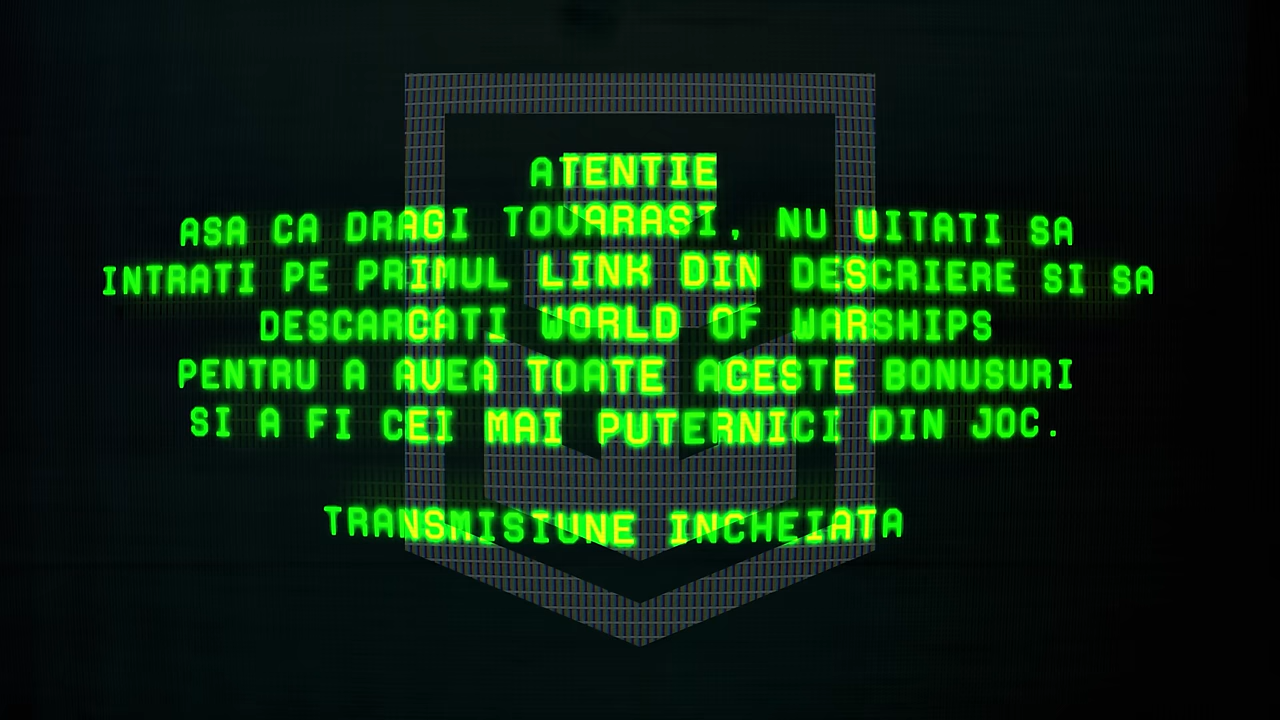 ATENTIE
ASA CA DRAGI TOVARASI, NU UITATI SA
INTRATI PE PRIMUL LINK DIN DESCRIERE SI SA
DESCARCATI WORLD OF WARSHIPS
PENTRU A AVEA TOATE ACESTE BONUSURI
SI A FI CEI MAI PUTERNICI DIN JOC.
TRANSMISIUNE INCHEIATA